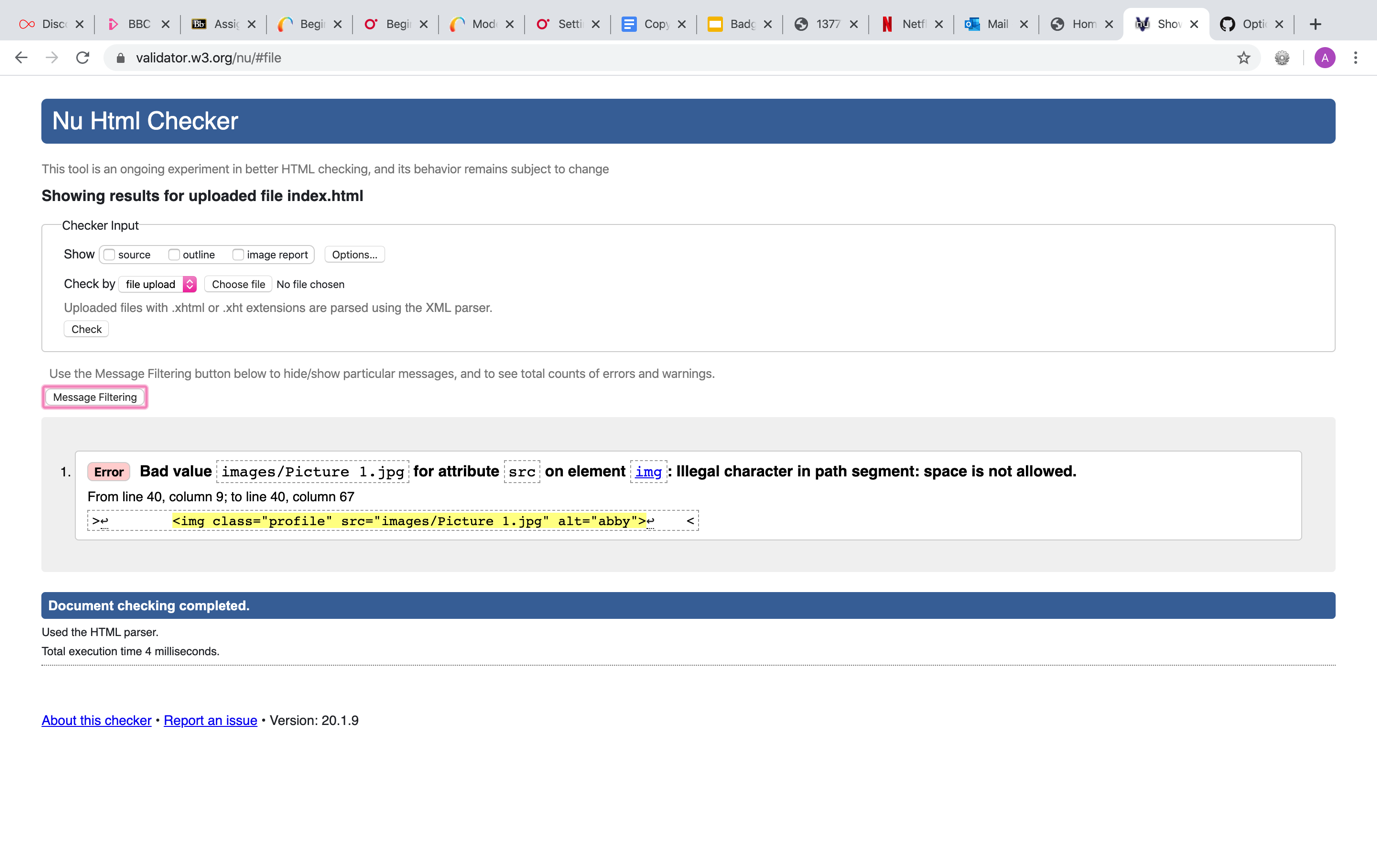 Disc BBC Assi Begi Begi Mod Setti Copy Badg 1377 Netf Mail Hom Sho Opti
validator.w3.org/nu/#file A
Nu Html Checker
This tool is an ongoing experiment in better HTML checking, and its behavior remains subject to change
Showing results for uploaded file index.html
Checker Input
Show source outline image report Options...
Check by file upload Choose file No file chosen
Uploaded files with .xhtml or .xht extensions are parsed using the XML parser.
Check
Use the Message Filtering button below to hide/show particular messages, and to see total counts of errors and warnings.
Message Filtering
1. Error Bad value images/Picture 1.jpg for attribute src on element img: Illegal character in path segment: space is not allowed.
From line 40, column 9; to line 40, column 67
>↩ <img class="profile" src="images/Picture 1.jpg" alt="abby">↩ <
Document checking completed.
Used the HTML parser.
Total execution time 4 milliseconds.
About this checker • Report an issue • Version: 20.1.9